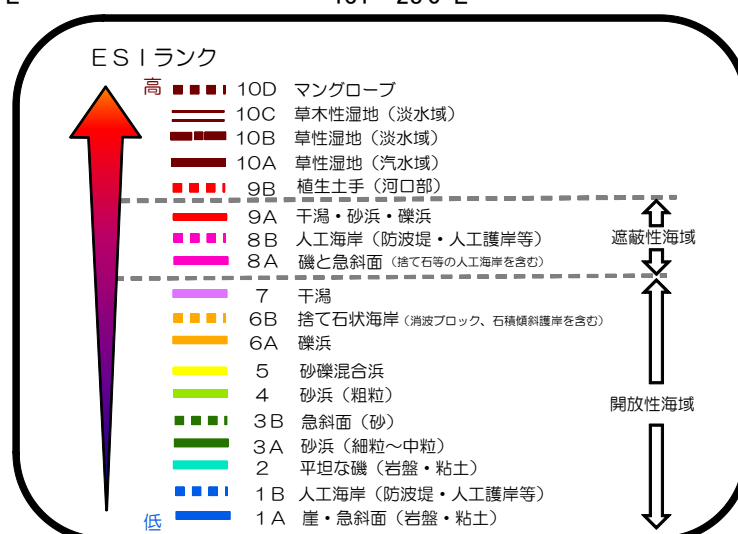 ＥＳＩランク
高
10D マングローブ
10C 草木性湿地（淡水域）
10B 草性湿地（淡水域）
10A 草性湿地（汽水域）
9B 植生土手（河口部）
9A 干潟・砂浜・礫浜
8B 人工海岸（防波堤・人工護岸等）
8A 磯と急斜面（捨て石等の人工海岸を含む）
遮蔽性海域
7 干潟
6B 捨て石状海岸（消波ブロック、石積傾斜護岸を含む）
6A 礫浜
5 砂礫混合浜
4 砂浜（粗粒）
3B 急斜面（砂）
3A 砂浜（細粒～中粒）
2 平坦な磯（岩盤・粘土）
1B 人工海岸（防波堤・人工護岸等）
1A 崖・急斜面（岩盤・粘土）
開放性海域
低